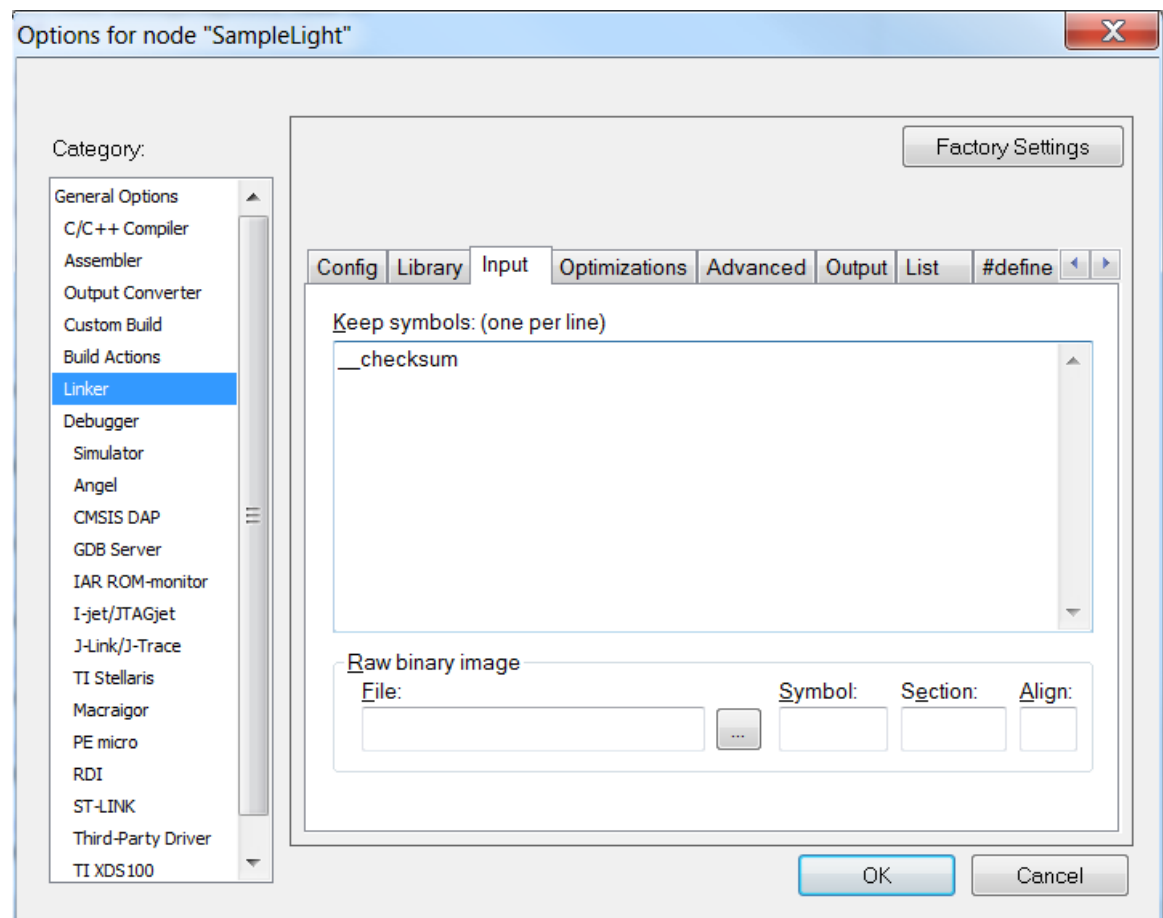 Options for node "SampleLight"
X
Category:
Factory Settings
General Options
C/C++ Compiler
Assembler
Output Converter
Custom Build
Build Actions
Linker
Debugger
Simulator
Angel
CMSIS DAP
GDB Server
IAR ROM-monitor
I-jet/JTAGjet
J-Link/J-Trace
TI Stellaris
Macraigor
PE micro
RDI
ST-LINK
Third-Party Driver
TI XDS100
Config Library Input Optimizations Advanced Output List #define
Keep symbols: (one per line)
__checksum
Raw binary image
File: Symbol: Section: Align:
...
OK Cancel